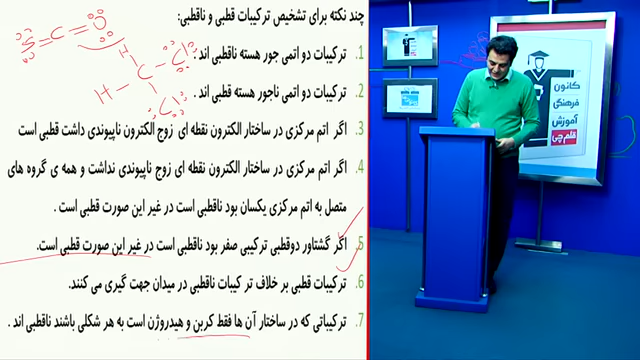 چند نکته برای تشخیص ترکیبات قطبی و ناقطبی:
1. ترکیبات دو اتمی جور هسته ناقطبی اند .
2. ترکیبات دو اتمی ناجور هسته قطبی اند .
3. اگر اتم مرکزی در ساختار الکترون نقطه ای زوج الکترون ناپیوندی داشت قطبی است
4. اگر اتم مرکزی در ساختار الکترون نقطه ای زوج ناپیوندی نداشت و همه ی گروه های
متصل به اتم مرکزی یکسان بود ناقطبی است در غیر این صورت قطبی است .
5. اگر گشتاور دوقطبی ترکیبی صفر بود ناقطبی است در غیر این صورت قطبی است.
6. ترکیبات قطبی بر خلاف ترکیبات ناقطبی در میدان جهت گیری می کنند.
7. ترکیباتی که در ساختار آن ها فقط کربن و هیدروژن است به هر شکلی باشند ناقطبی اند .
S=C=O
H
H-C-Cl
Cl
کانون
فرهنگی
آموزش
قلم‌چی